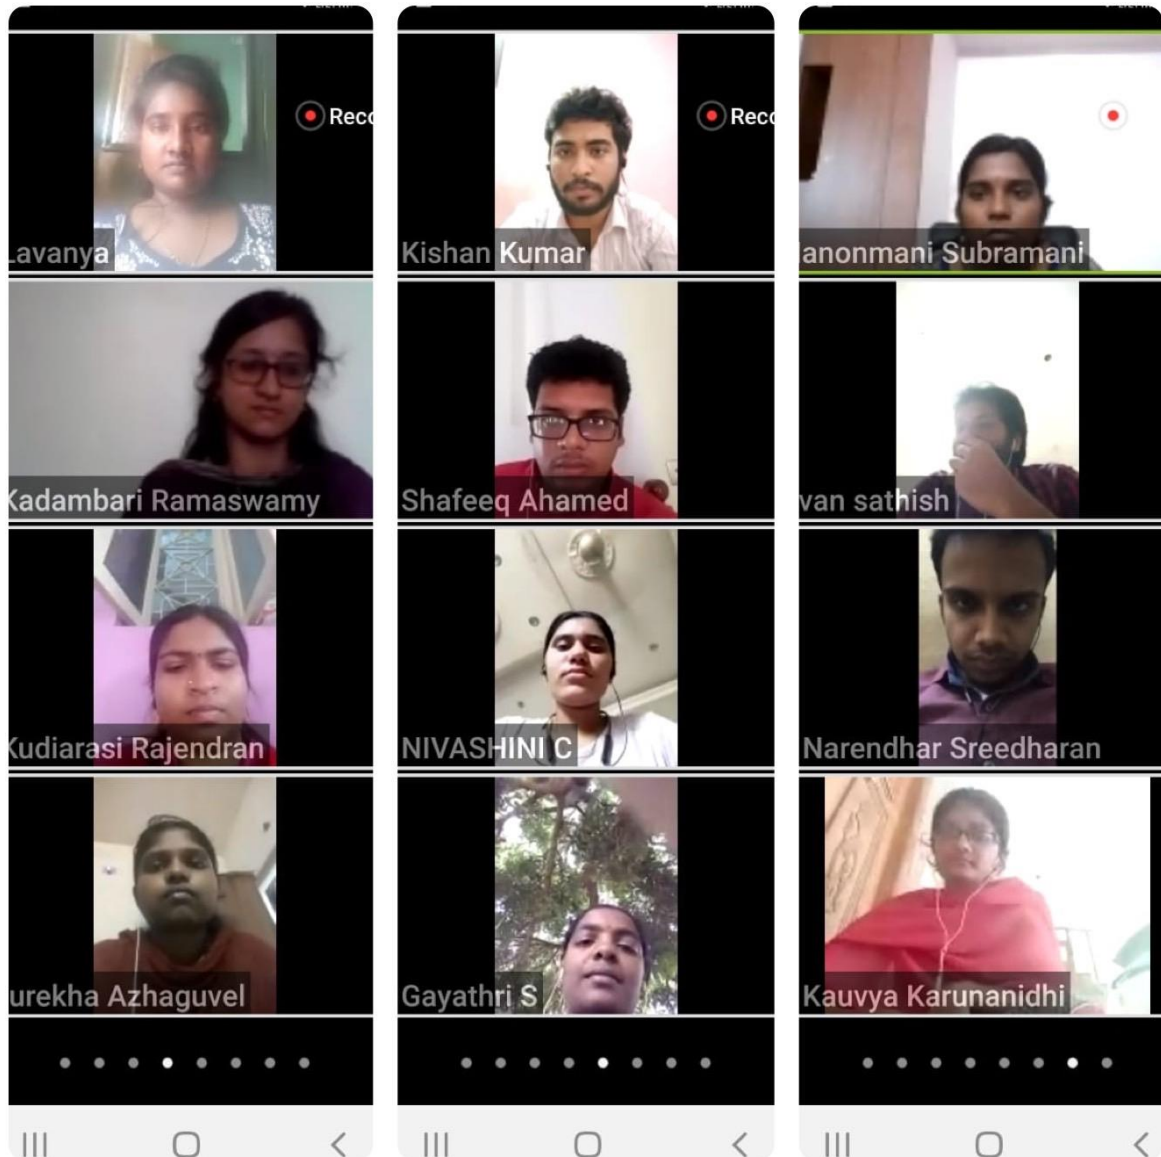 Reco
Lavanya
Kadambari Ramaswamy
Kudiarasi Rajendran
urekha Azhaguvel
Reco
Kishan Kumar
Shafeeq Ahamed
NIVASHINI C
Gayathri S
anonmani Subramani
van sathish
Narendhar Sreedharan
Kauvya Karunanidhi